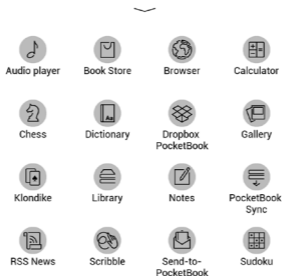 Audio player Book Store Browser Calculator
Chess Dictionary Dropbox PocketBook Gallery
Klondike Library Notes PocketBook Sync
RSS News Scribble Send-to-PocketBook Sudoku